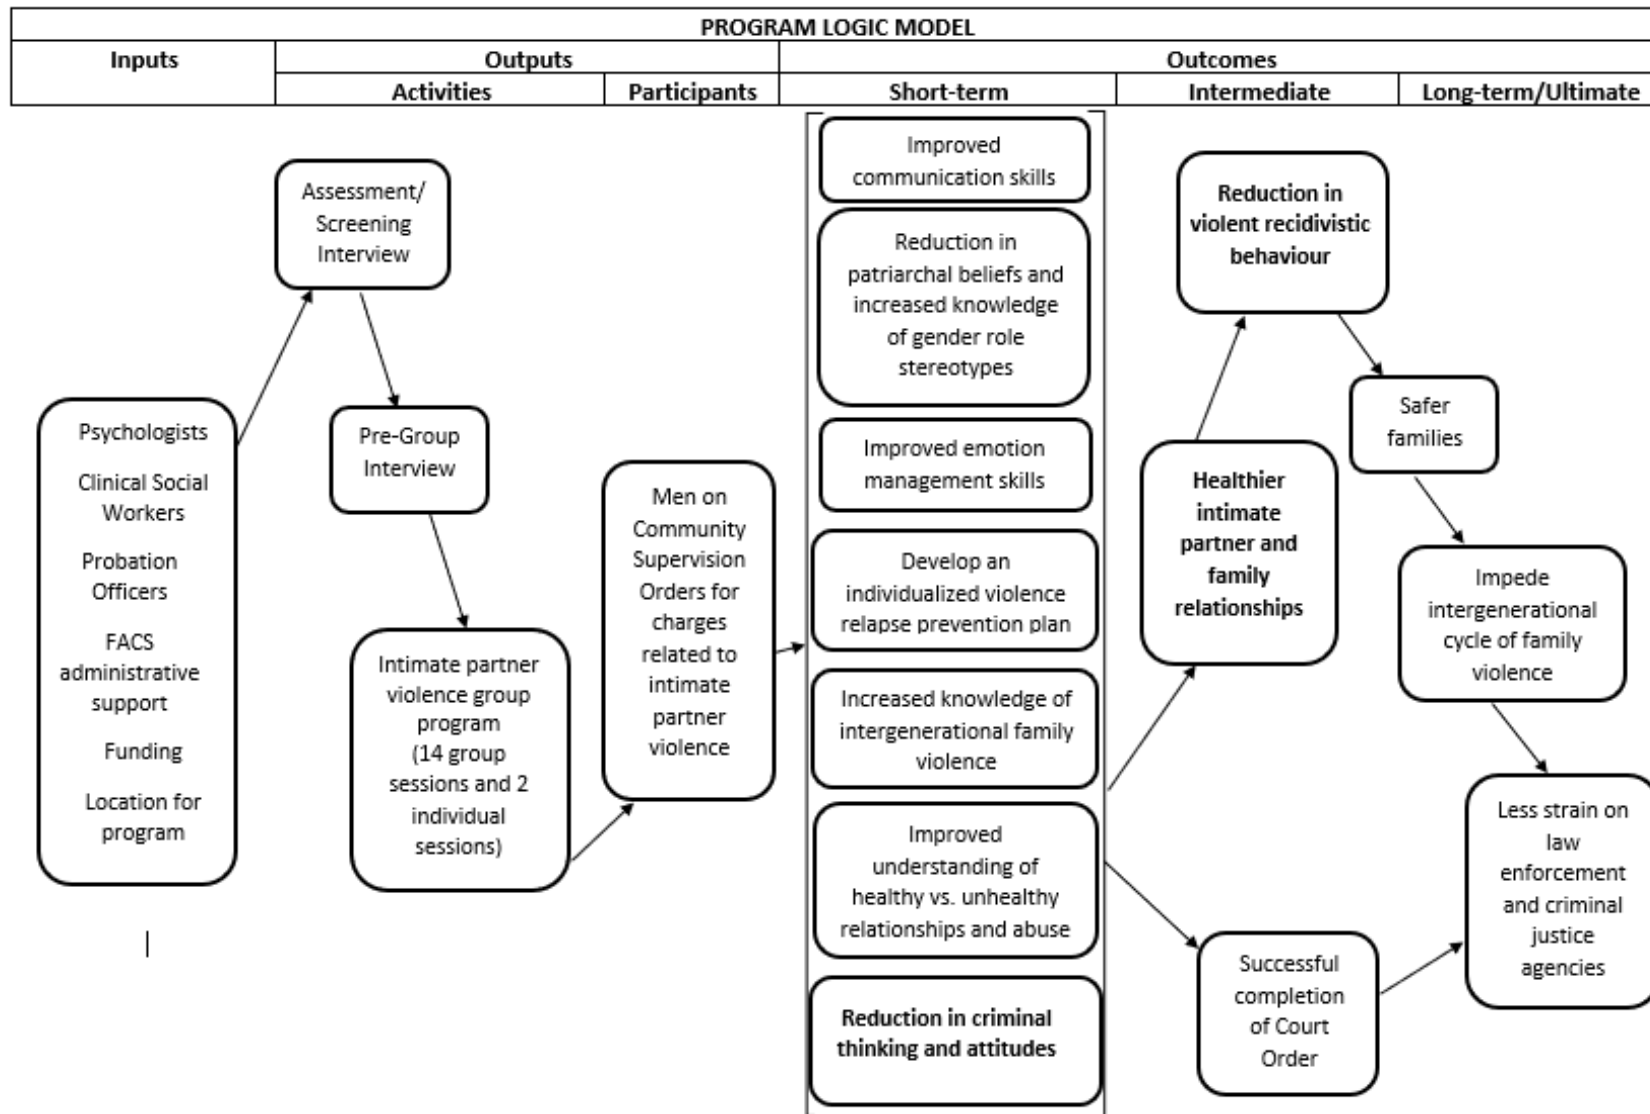 PROGRAM LOGIC MODEL
Inputs
Outputs
Outcomes
Activities
Participants
Short-term
Intermediate
Long-term/Ultimate
Psychologists
Clinical Social
Workers
Probation
Officers
FACS
administrative
support
Funding
Location for
program
Assessment/
Screening
Interview
Pre-Group
Interview
Intimate partner
violence group
program
(14 group
sessions and 2
individual
sessions)
Men on
Community
Supervision
Orders for
charges
related to
intimate
partner
violence
Improved
communication skills
Reduction in
patriarchal beliefs and
increased knowledge
of gender role
stereotypes
Improved emotion
management skills
Develop an
individualized violence
relapse prevention plan
Increased knowledge of
intergenerational family
violence
Improved
understanding of
healthy vs. unhealthy
relationships and abuse
Reduction in criminal
thinking and attitudes
Reduction in
violent recidivistic
behaviour
Healthier
intimate
partner and
family
relationships
Successful
completion
of Court
Order
Safer
families
Impede
intergenerational
cycle of family
violence
Less strain on
law
enforcement
and criminal
justice
agencies